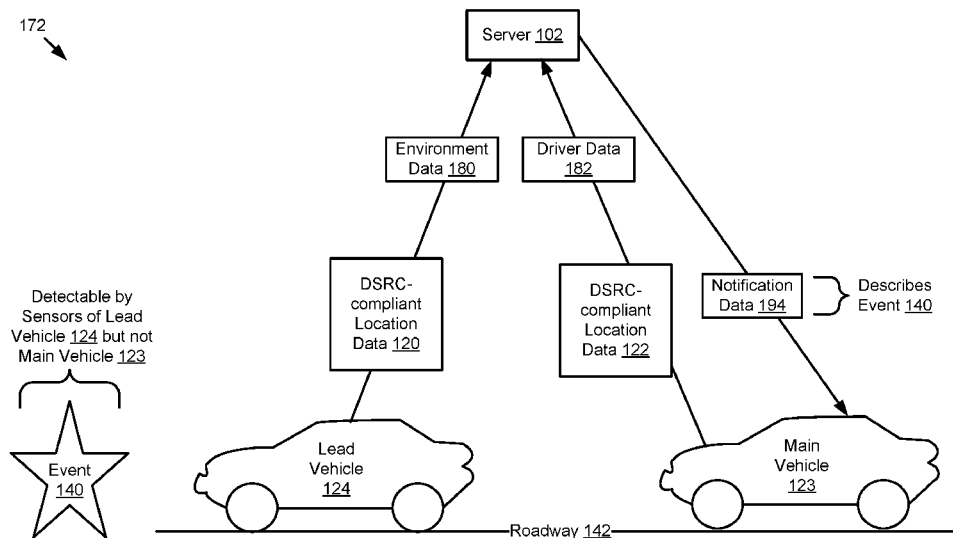 172
Server 102
Environment
Data 180
Driver Data
182
DSRC-
compliant
Location
Data 120
DSRC-
compliant
Location
Data 122
Notification
Data 194
Describes
Event 140
Detectable by
Sensors of Lead
Vehicle 124 but not
Main Vehicle 123
Event
140
Lead
Vehicle
124
Main
Vehicle
123
Roadway 142